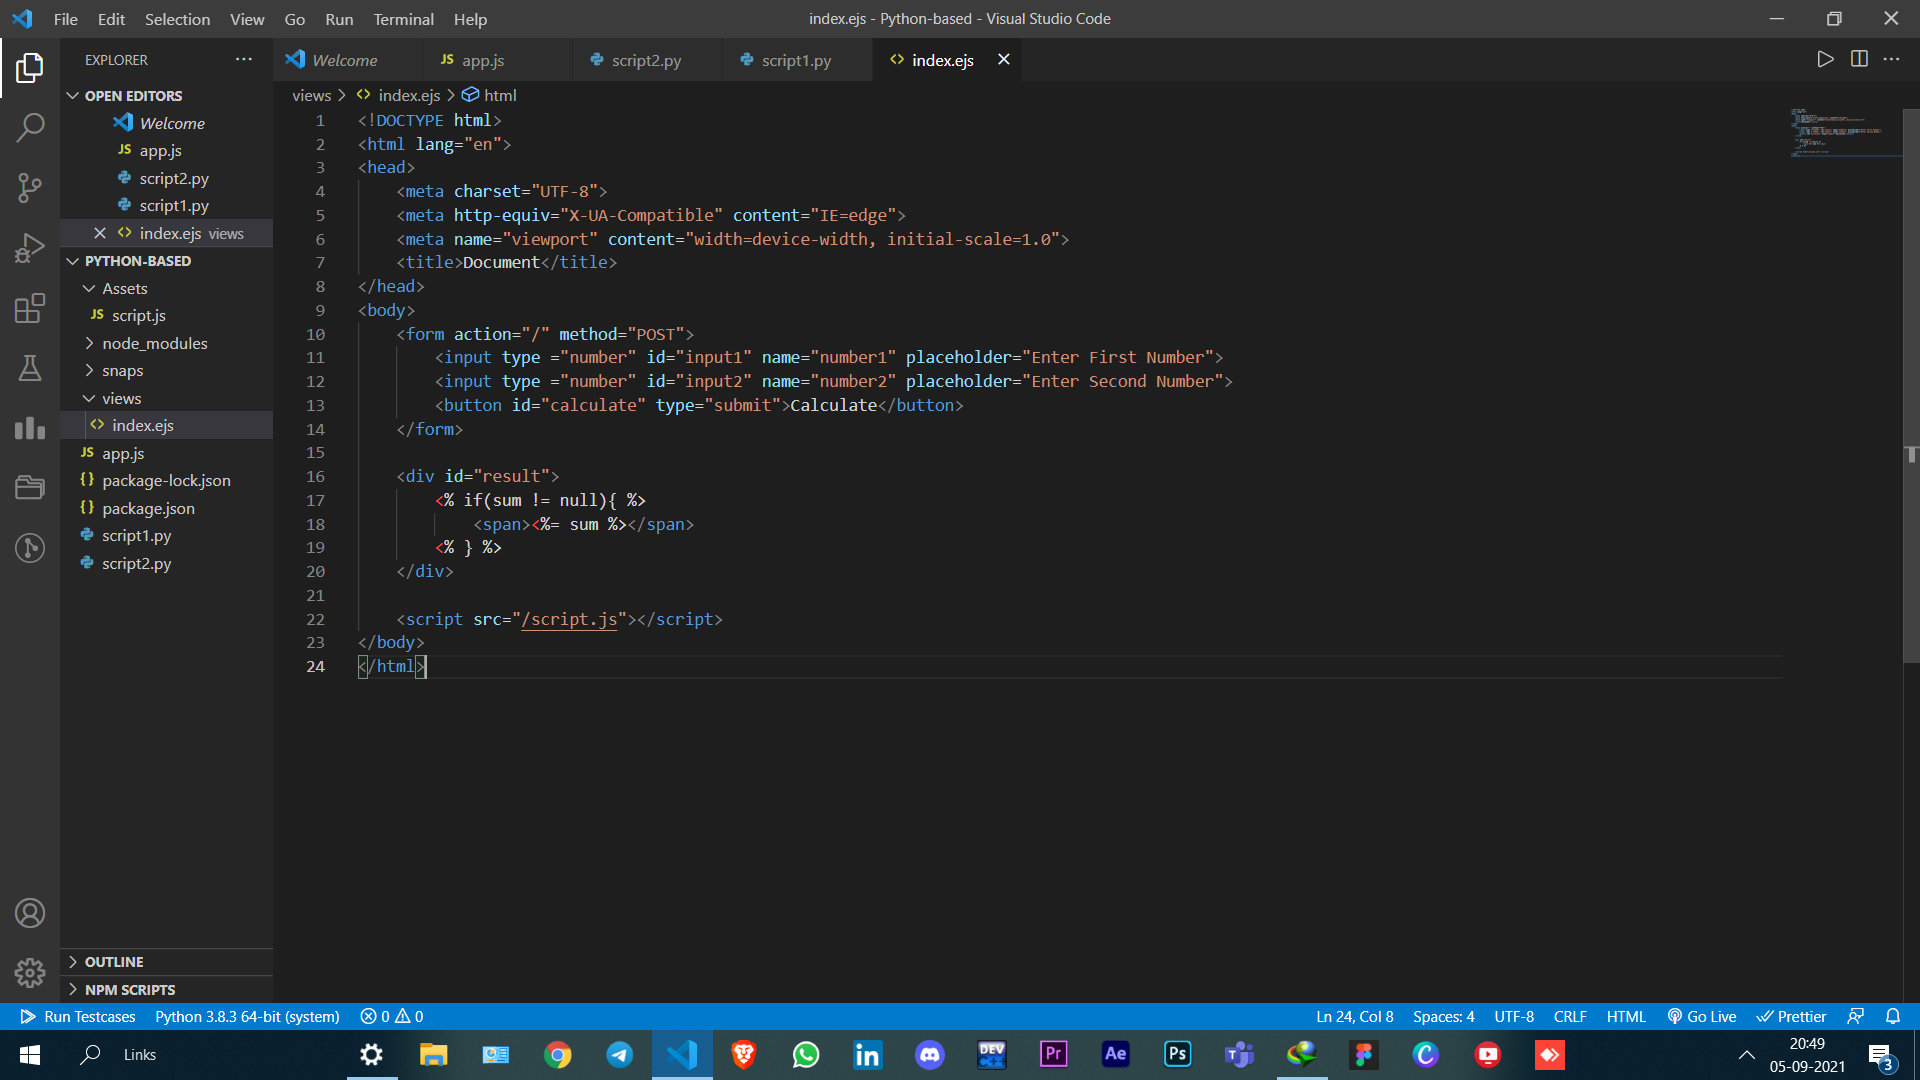 File Edit Selection View Go Run Terminal Help
index.ejs - Python-based - Visual Studio Code
EXPLORER
Welcome
JS app.js
script2.py
script1.py
index.ejs
OPEN EDITORS
Welcome
JS app.js
script2.py
script1.py
index.ejs views
PYTHON-BASED
Assets
JS script.js
node_modules
snaps
views
index.ejs
JS app.js
{} package-lock.json
{} package.json
script1.py
script2.py
OUTLINE
NPM SCRIPTS
views > index.ejs > html
1 <!DOCTYPE html>
2 <html lang="en">
3 <head>
4 <meta charset="UTF-8">
5 <meta http-equiv="X-UA-Compatible" content="IE=edge">
6 <meta name="viewport" content="width=device-width, initial-scale=1.0">
7 <title>Document</title>
8 </head>
9 <body>
10 <form action="/" method="POST">
11 <input type ="number" id="input1" name="number1" placeholder="Enter First Number">
12 <input type ="number" id="input2" name="number2" placeholder="Enter Second Number">
13 <button id="calculate" type="submit">Calculate</button>
14 </form>
15
16 <div id="result">
17 <% if(sum != null){ %>
18 <span><%= sum %></span>
19 <% } %>
20 </div>
21
22 <script src="/script.js"></script>
23 </body>
24 </html>
Run Testcases Python 3.8.3 64-bit (system) 0 0
Ln 24, Col 8 Spaces: 4 UTF-8 CRLF HTML Go Live Prettier
Links
DEV C++
Pr
Ae
Ps
20:49
05-09-2021
3